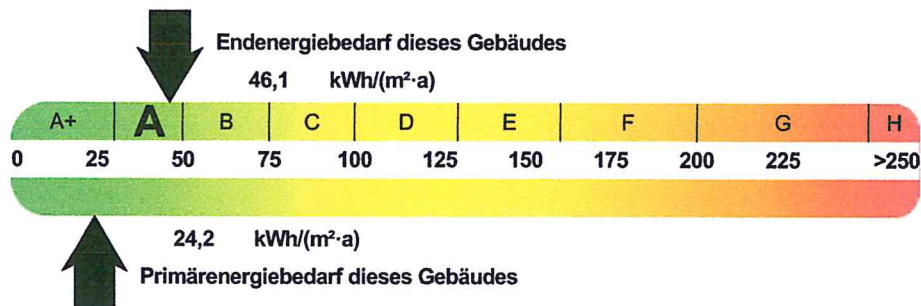 Endenergiebedarf dieses Gebäudes
46,1 kWh/(m²·a)
A+ A B C D E F G H
0 25 50 75 100 125 150 175 200 225 >250
24,2 kWh/(m²·a)
Primärenergiebedarf dieses Gebäudes